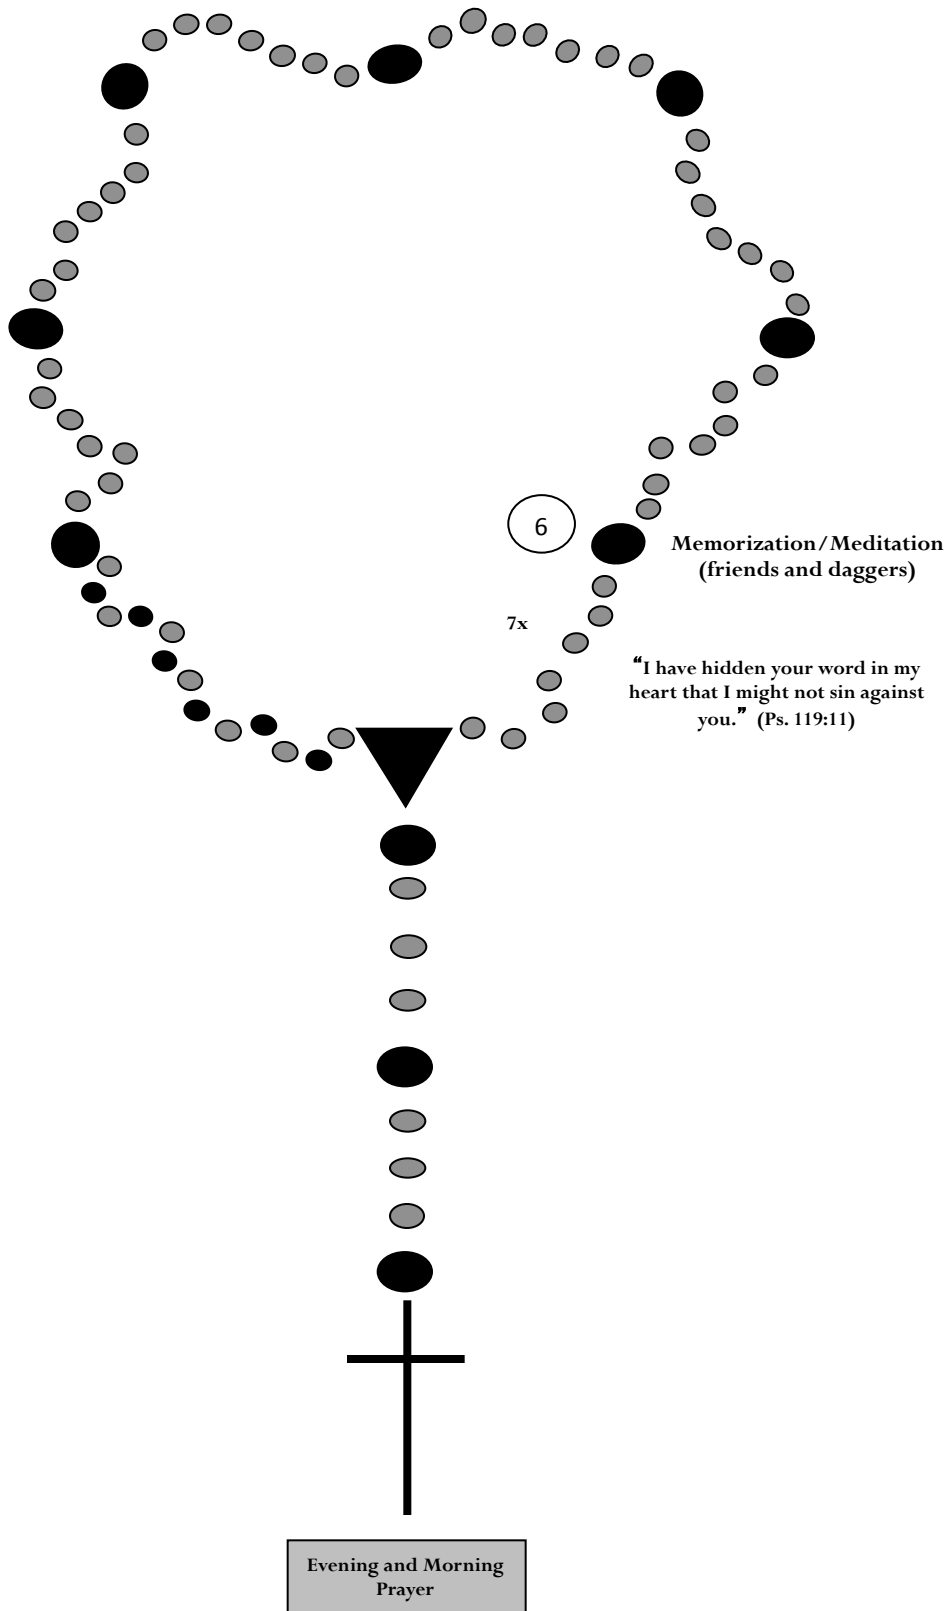 6
Memorization/Meditation
(friends and daggers)
7x
"I have hidden your word in my
heart that I might not sin against
you." (Ps. 119:11)
Evening and Morning
Prayer